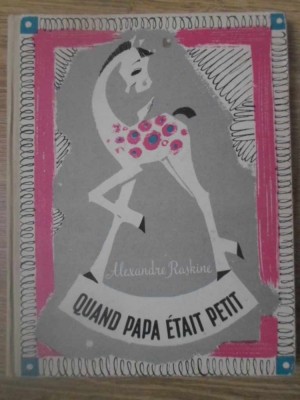 Alexandre Raskine
QUAND PAPA ÉTAIT PETIT